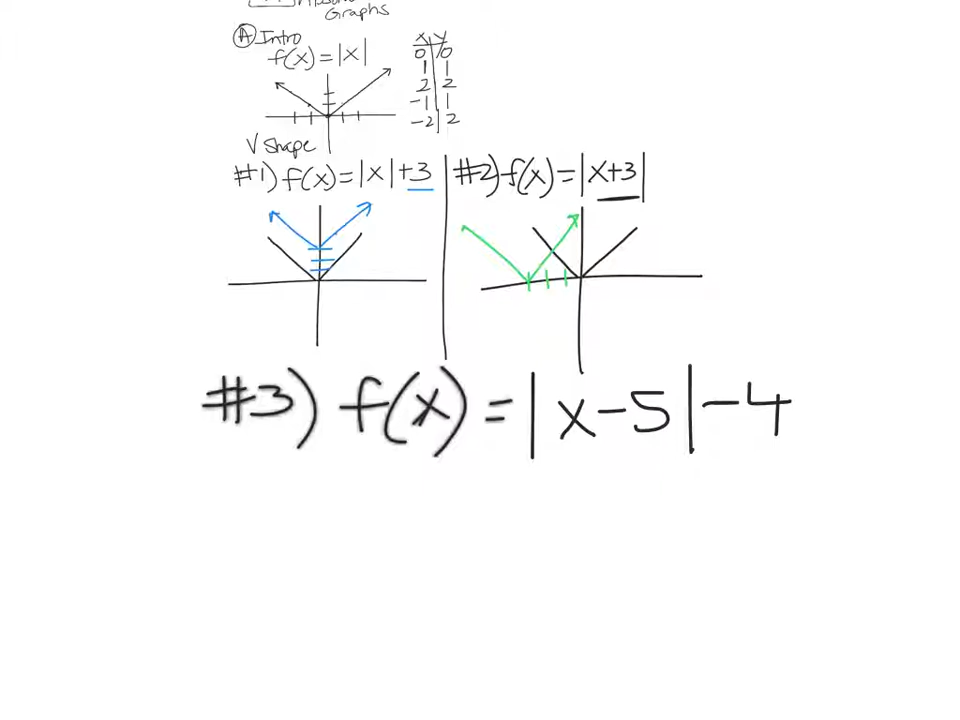 Graphs
Ⓐ Intro
f(x) = |x|
x y
0 0
1 1
2 2
-1 1
-2 2
V Shape
#1) f(x) = |x| +3
#2) f(x) = |x+3|
#3) f(x) = |x-5| -4